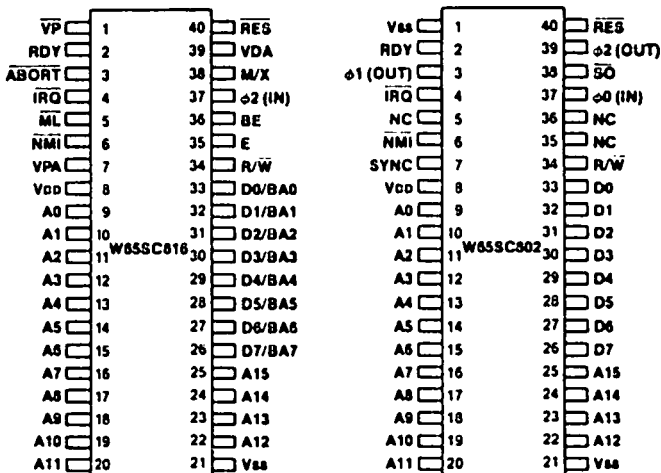 VP 1 40 RES
RDY 2 39 VDA
ABORT 3 38 M/X
IRQ 4 37 φ2 (IN)
ML 5 36 BE
NMI 6 35 E
VPA 7 34 R/W
VDD 8 33 D0/BA0
A0 9 32 D1/BA1
A1 10 31 D2/BA2
A2 11 W65SC816 30 D3/BA3
A3 12 29 D4/BA4
A4 13 28 D5/BA5
A5 14 27 D6/BA6
A6 15 26 D7/BA7
A7 16 25 A15
A8 17 24 A14
A9 18 23 A13
A10 19 22 A12
A11 20 21 Vss
Vss 1 40 RES
RDY 2 39 φ2 (OUT)
φ1 (OUT) 3 38 SO
IRQ 4 37 φ0 (IN)
NC 5 36 NC
NMI 6 35 NC
SYNC 7 34 R/W
VDD 8 33 D0
A0 9 32 D1
A1 10 31 D2
A2 11 W65SC802 30 D3
A3 12 29 D4
A4 13 28 D5
A5 14 27 D6
A6 15 26 D7
A7 16 25 A15
A8 17 24 A14
A9 18 23 A13
A10 19 22 A12
A11 20 21 Vss